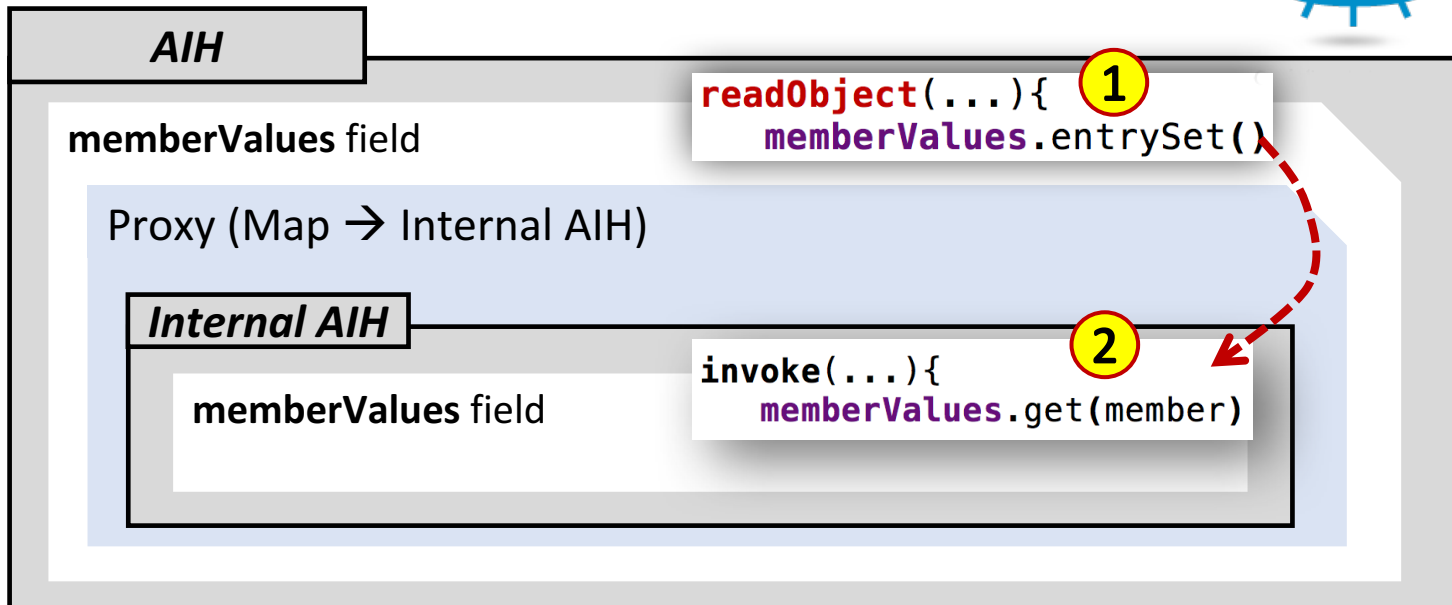 AIH
1
readObject(...){
memberValues.entrySet()
memberValues field
Proxy (Map → Internal AIH)
Internal AIH
2
invoke(...){
memberValues.get(member)
memberValues field